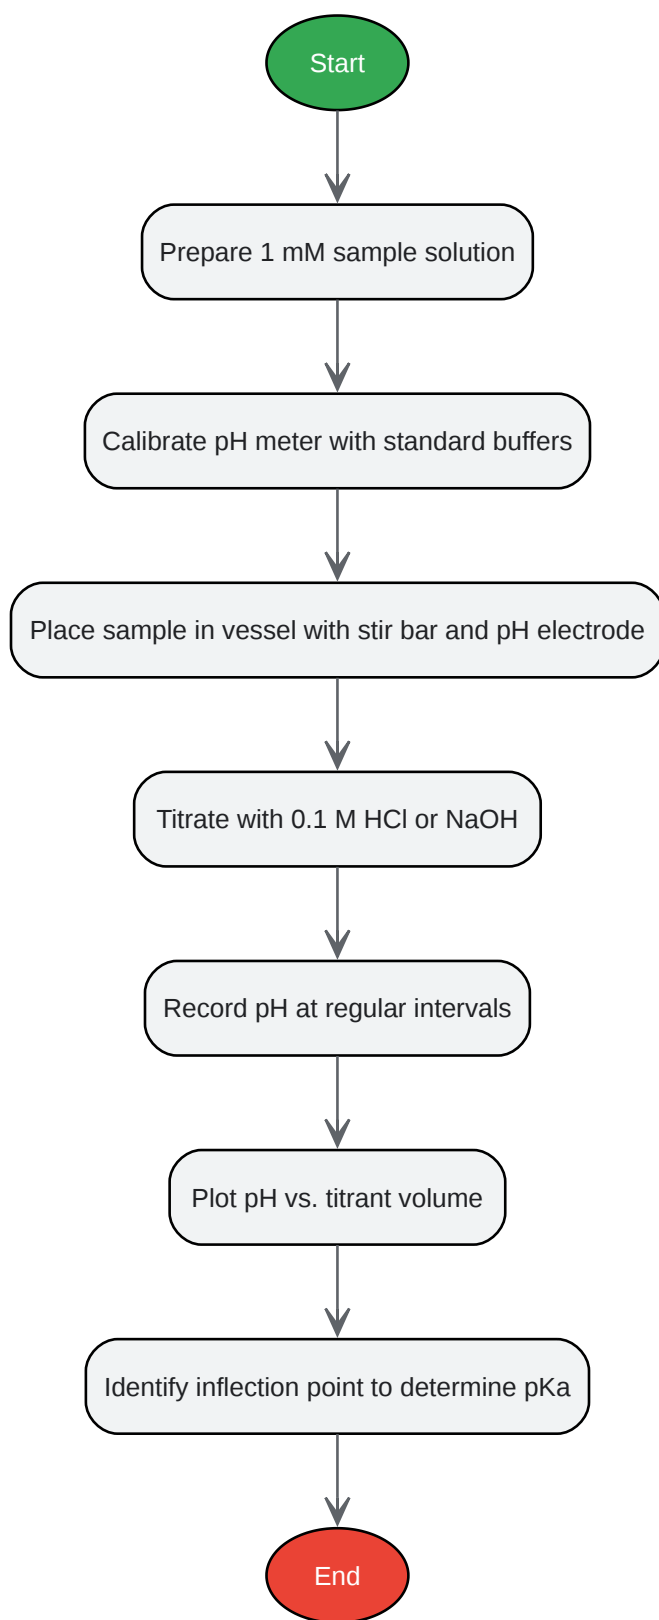 Start
Prepare 1 mM sample solution
Calibrate pH meter with standard buffers
Place sample in vessel with stir bar and pH electrode
Titrate with 0.1 M HCl or NaOH
Record pH at regular intervals
Plot pH vs. titrant volume
Identify inflection point to determine pKa
End